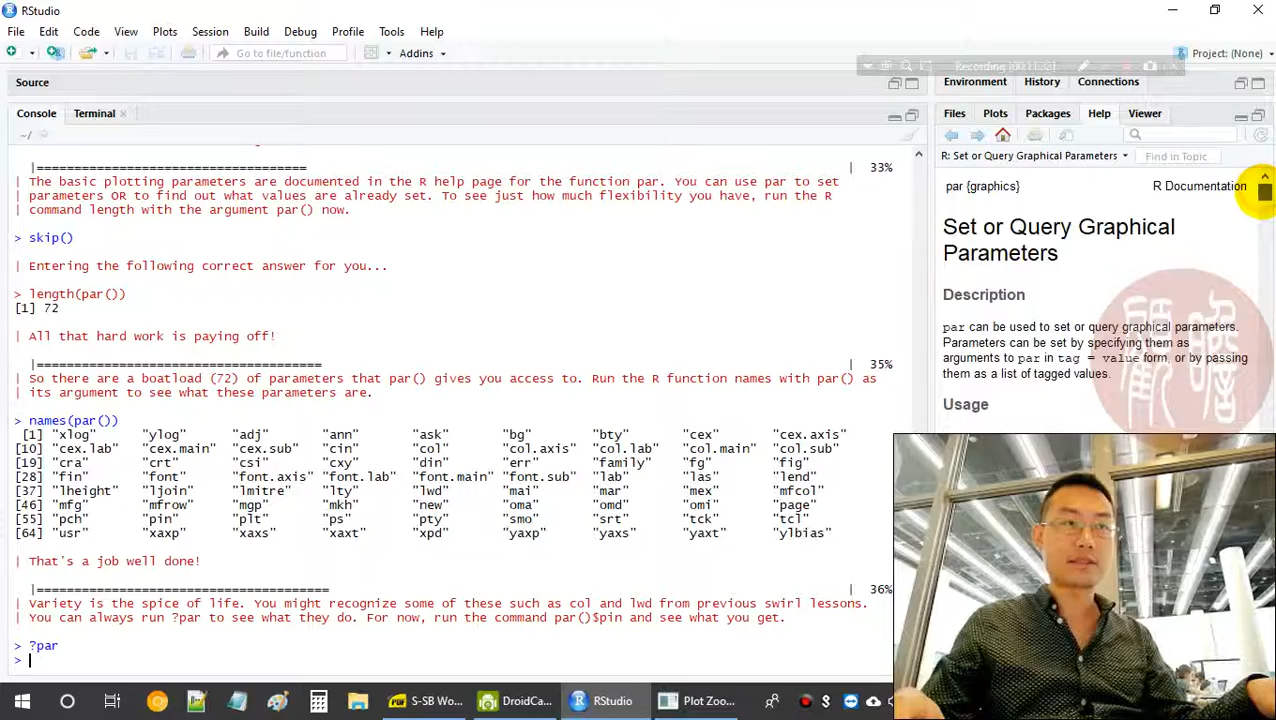 RStudio
File Edit Code View Plots Session Build Debug Profile Tools Help
Go to file/function Addins Project: (None)
Recording [00:11:32]
Source
Console Terminal
~/
|==================================== | 33%
| The basic plotting parameters are documented in the R help page for the function par. You can use par to set
| parameters OR to find out what values are already set. To see just how much flexibility you have, run the R
| command length with the argument par() now.
> skip()
| Entering the following correct answer for you...
> length(par())
[1] 72
| All that hard work is paying off!
|====================================== | 35%
| So there are a boatload (72) of parameters that par() gives you access to. Run the R function names with par() as
| its argument to see what these parameters are.
> names(par())
[1] "xlog" "ylog" "adj" "ann" "ask" "bg" "bty" "cex" "cex.axis"
[10] "cex.lab" "cex.main" "cex.sub" "cin" "col" "col.axis" "col.lab" "col.main" "col.sub"
[19] "cra" "crt" "csi" "cxy" "din" "err" "family" "fg" "fig"
[28] "fin" "font" "font.axis" "font.lab" "font.main" "font.sub" "lab" "las" "lend"
[37] "lheight" "ljoin" "lmitre" "lty" "lwd" "mai" "mar" "mex" "mfcol"
[46] "mfg" "mfrow" "mgp" "mkh" "new" "oma" "omd" "omi" "page"
[55] "pch" "pin" "plt" "ps" "pty" "smo" "srt" "tck" "tcl"
[64] "usr" "xaxp" "xaxs" "xaxt" "xpd" "yaxp" "yaxs" "yaxt" "ylbias"
| That's a job well done!
|======================================= | 36%
| Variety is the spice of life. You might recognize some of these such as col and lwd from previous swirl lessons.
| You can always run ?par to see what they do. For now, run the command par()$pin and see what you get.
> ?par
>
Environment History Connections
Files Plots Packages Help Viewer
R: Set or Query Graphical Parameters Find in Topic
par {graphics} R Documentation
Set or Query Graphical
Parameters
Description
par can be used to set or query graphical parameters.
Parameters can be set by specifying them as
arguments to par in tag = value form, or by passing
them as a list of tagged values.
Usage
S-SB Wo... DroidCa... RStudio Plot Zoo...